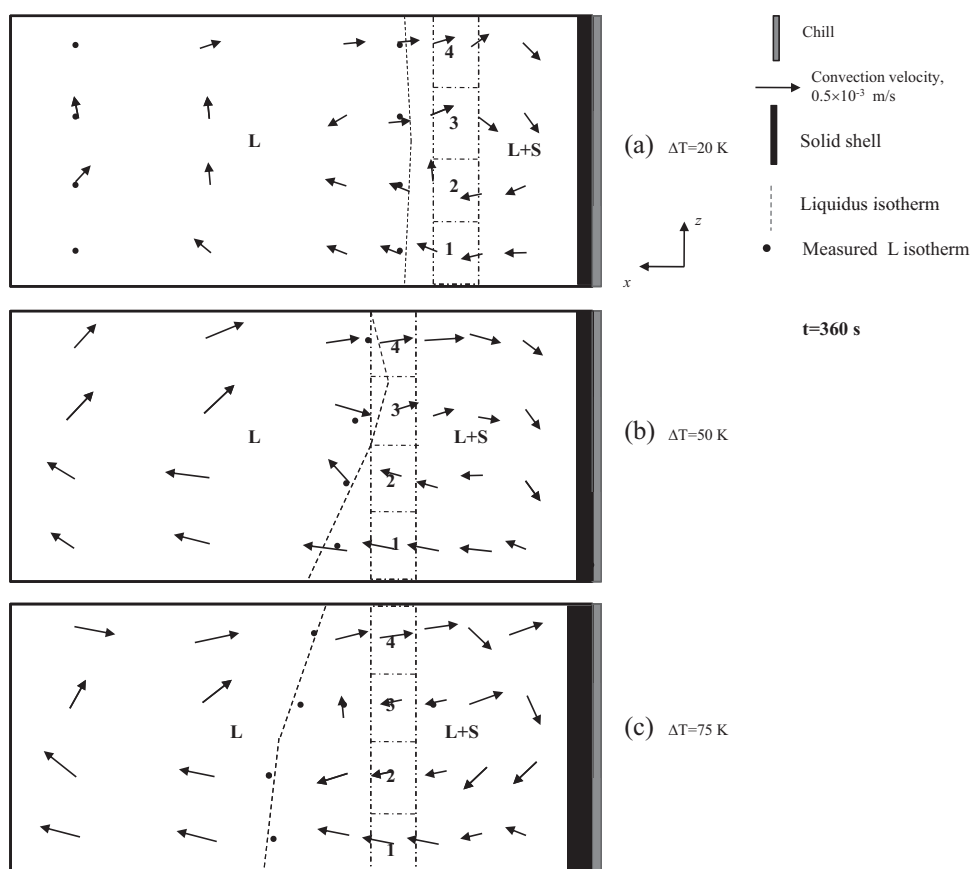 4
3
L
L+S
2
1
(a) ΔT=20 K
Chill
Convection velocity,
0.5×10⁻³ m/s
Solid shell
Liquidus isotherm
Measured L isotherm
z
x
t=360 s
4
3
L
L+S
2
1
(b) ΔT=50 K
4
3
L
L+S
2
1
(c) ΔT=75 K